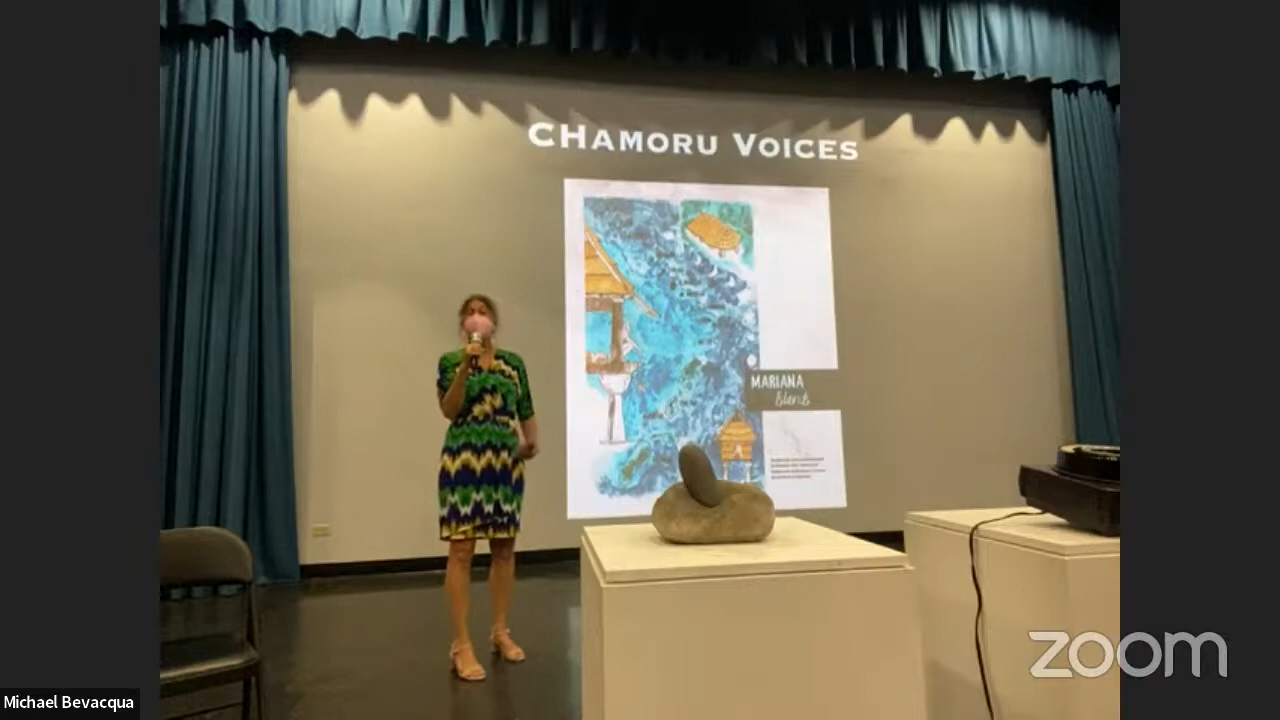 CHAMORU VOICES
MARIANA
Islands
zoom
Michael Bevacqua